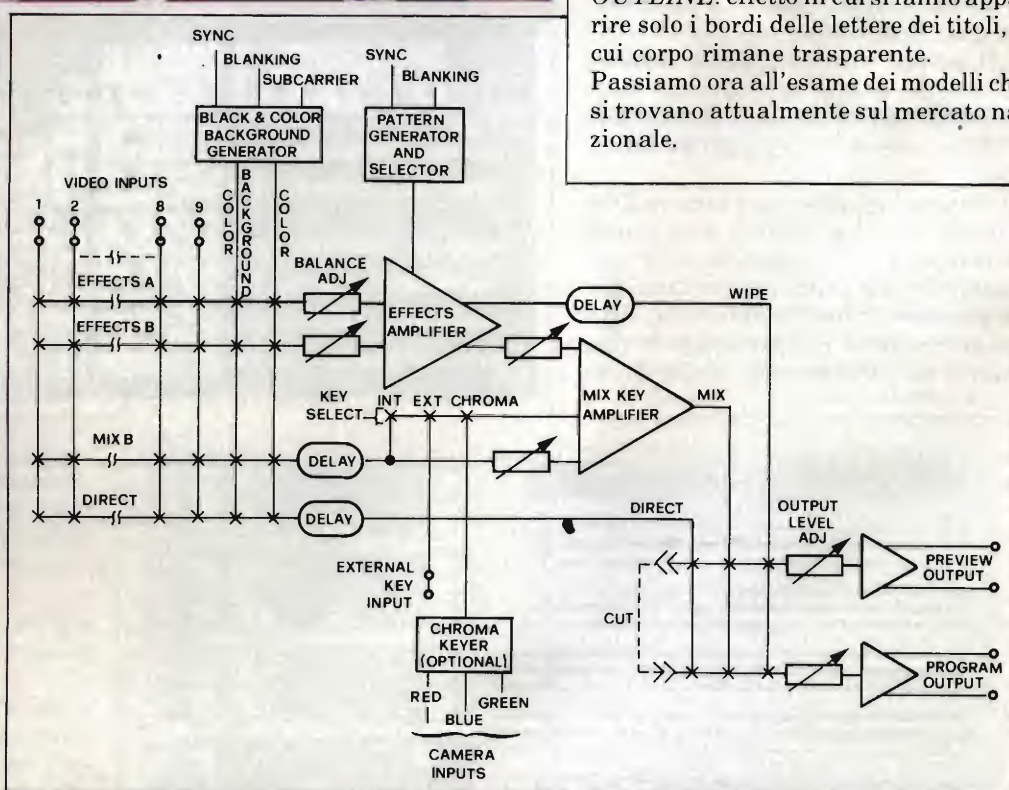 OUTLINE: effetto in cui si fanno appa-
rire solo i bordi delle lettere dei titoli,
cui corpo rimane trasparente.
Passiamo ora all'esame dei modelli ch
si trovano attualmente sul mercato na
zionale.
SYNC
BLANKING
SUBCARRIER
BLACK & COLOR
BACKGROUND
GENERATOR
SYNC
BLANKING
PATTERN
GENERATOR
AND
SELECTOR
VIDEO INPUTS
1 2 8 9
COLOR
BACKGROUND
COLOR
EFFECTS A
BALANCE
ADJ
EFFECTS
AMPLIFIER
DELAY
WIPE
EFFECTS B
KEY
SELECT
INT EXT CHROMA
MIX KEY
AMPLIFIER
MIX
MIX B
DELAY
DIRECT
DELAY
DIRECT
OUTPUT
LEVEL
ADJ
PREVIEW
OUTPUT
EXTERNAL
KEY
INPUT
CUT
CHROMA
KEYER
(OPTIONAL)
PROGRAM
OUTPUT
RED
BLUE
GREEN
CAMERA
INPUTS